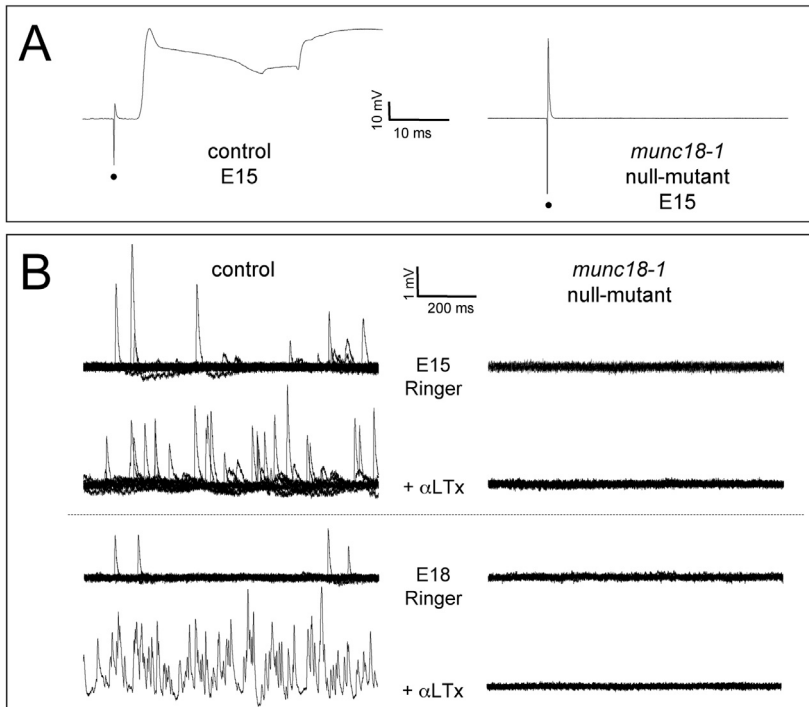 A
10 mV
10 ms
control
E15
munc18-1
null-mutant
E15
B
control
1 mV
200 ms
munc18-1
null-mutant
E15
Ringer
+ αLTx
E18
Ringer
+ αLTx